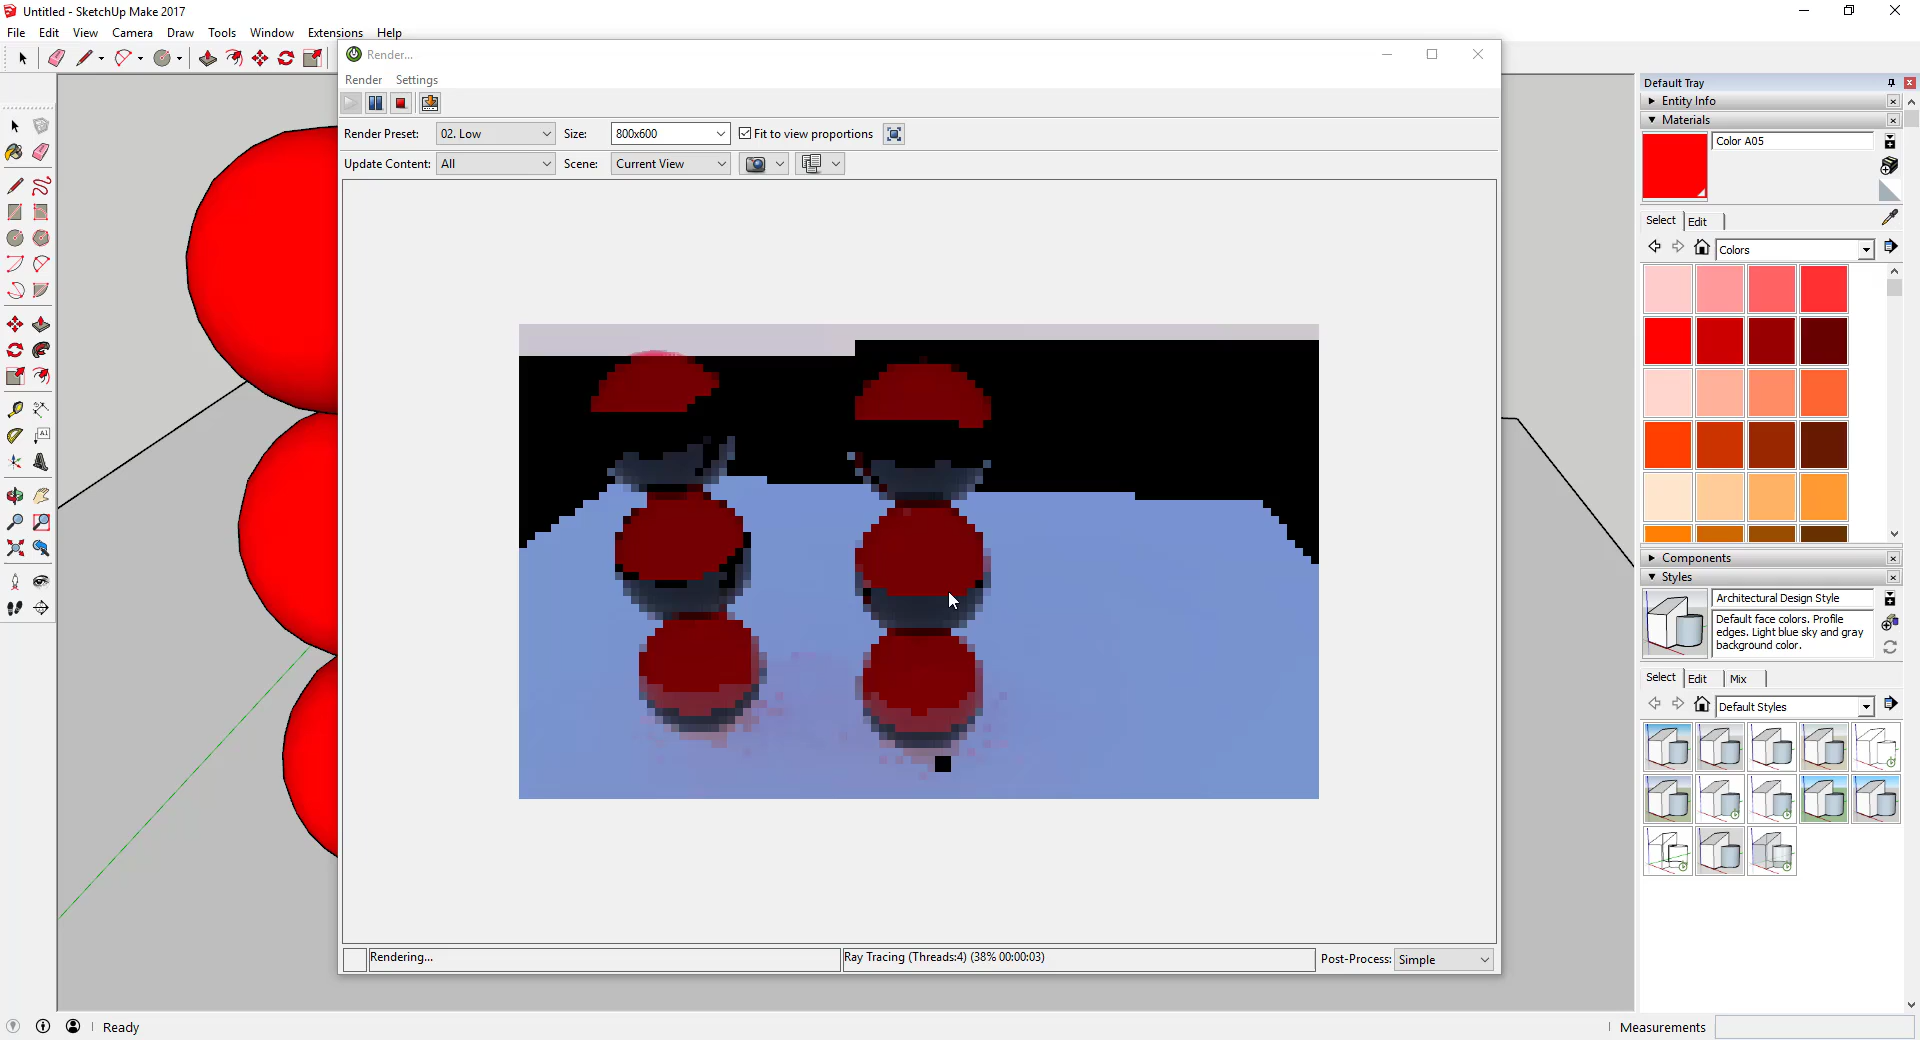 Untitled - SketchUp Make 2017
File Edit View Camera Draw Tools Window Extensions Help
Render...
Render Settings
Render Preset: 02. Low Size: 800x600 Fit to view proportions
Update Content: All Scene: Current View
Rendering...
Ray Tracing (Threads:4) (38% 00:00:03)
Post-Process: Simple
Default Tray
Entity Info
Materials
Color A05
Select Edit
Colors
Components
Styles
Architectural Design Style
Default face colors. Profile
edges. Light blue sky and gray
background color.
Select Edit Mix
Default Styles
Ready
Measurements